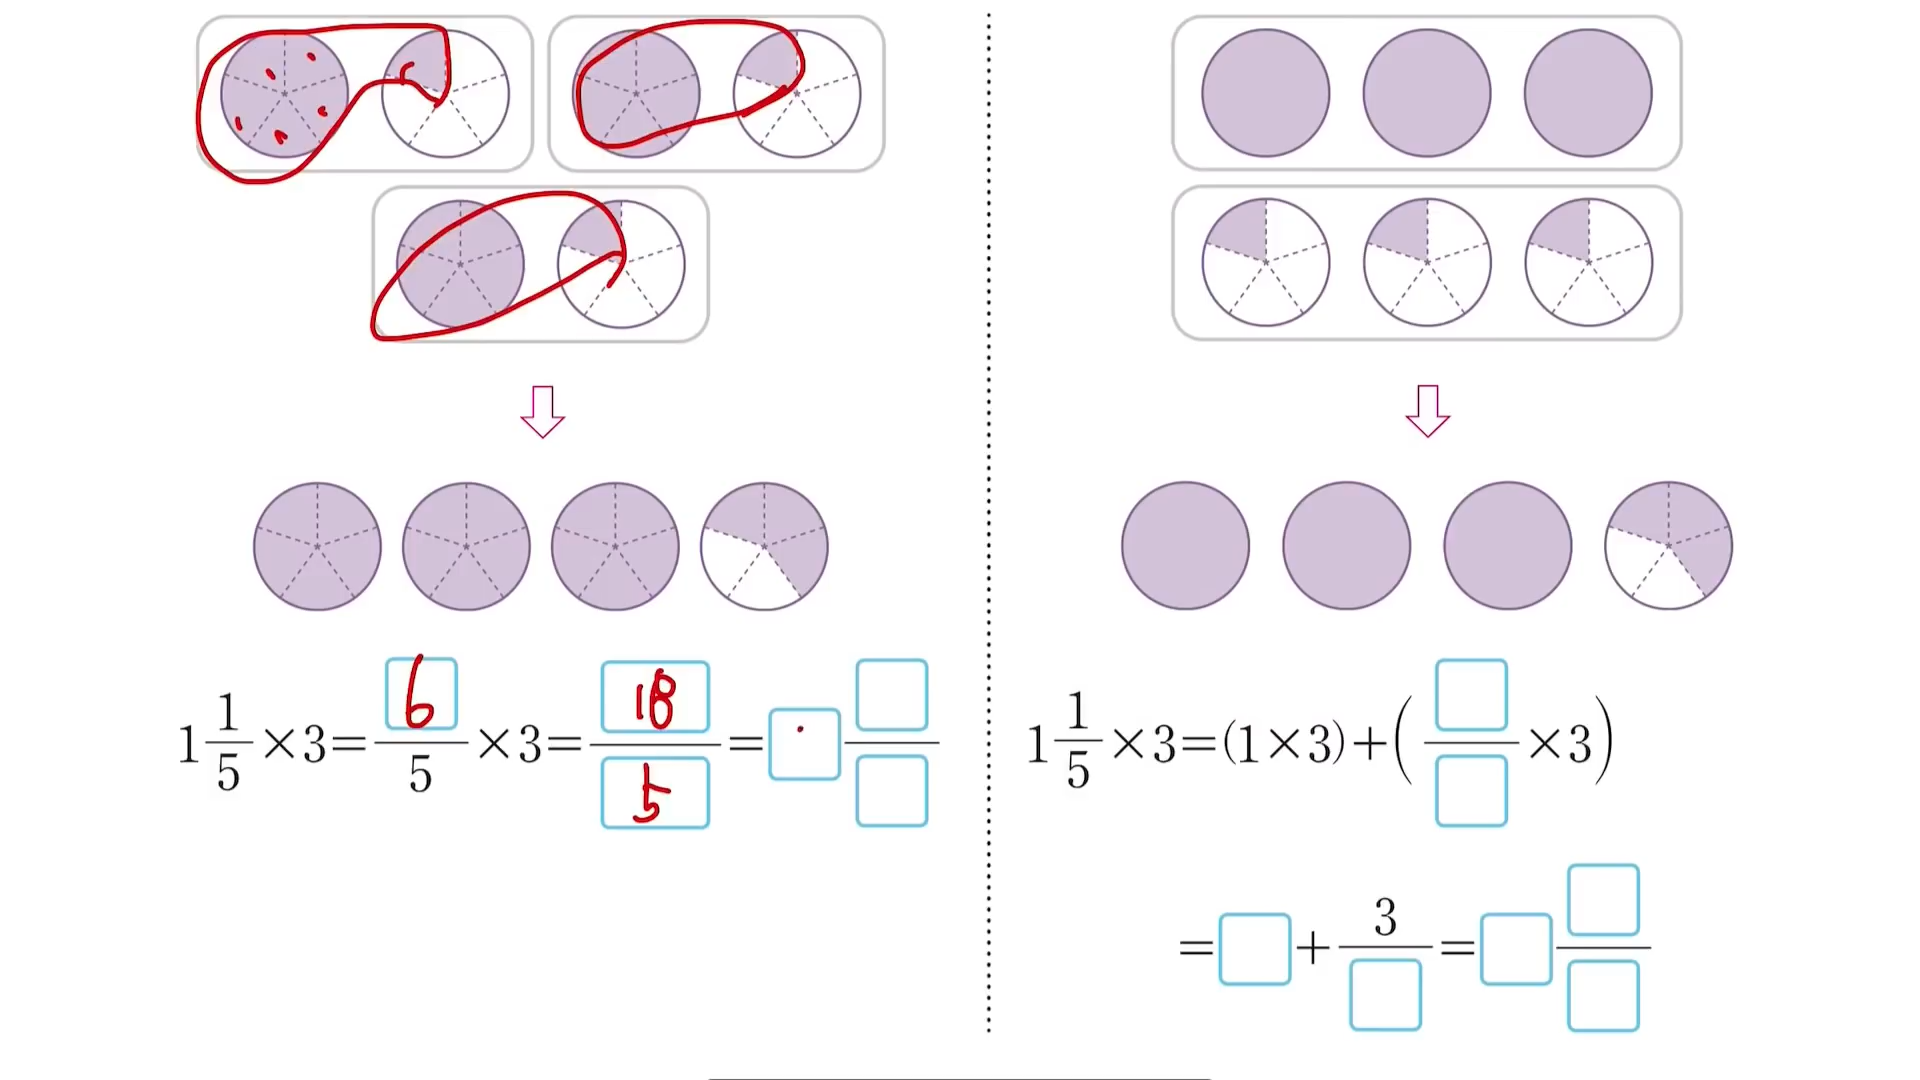 1 1/5 ×3= 6/5 ×3= 18/5 = □ □/□
1 1/5 ×3=(1×3)+(□/□ ×3)
=□+ 3/□ =□ □/□